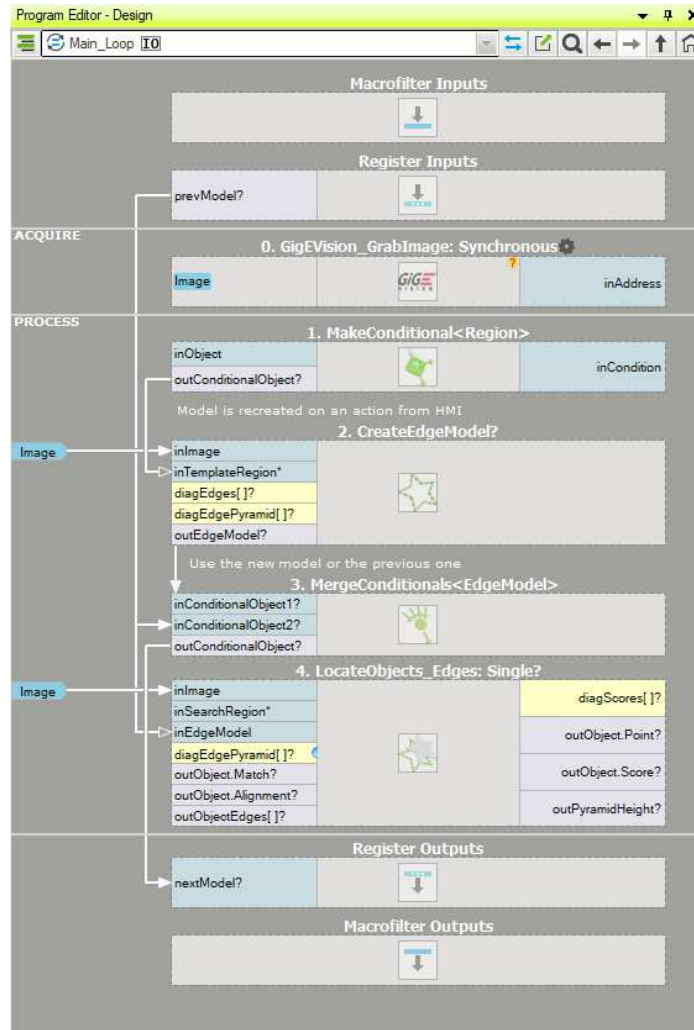 Program Editor - Design
Main_Loop IO
Macrofilter Inputs
Register Inputs
prevModel?
ACQUIRE
0. GigEVision_GrabImage: Synchronous
Image
GiGE
VISION
?
inAddress
PROCESS
1. MakeConditional<Region>
inObject
outConditionalObject?
inCondition
Model is recreated on an action from HMI
2. CreateEdgeModel?
Image
inImage
inTemplateRegion*
diagEdges[ ]?
diagEdgePyramid[ ]?
outEdgeModel?
Use the new model or the previous one
3. MergeConditionals<EdgeModel>
inConditionalObject1?
inConditionalObject2?
outConditionalObject?
4. LocateObjects_Edges: Single?
Image
inImage
inSearchRegion*
inEdgeModel
diagEdgePyramid[ ]?
outObject.Match?
outObject.Alignment?
outObjectEdges[ ]?
diagScores[ ]?
outObject.Point?
outObject.Score?
outPyramidHeight?
Register Outputs
nextModel?
Macrofilter Outputs